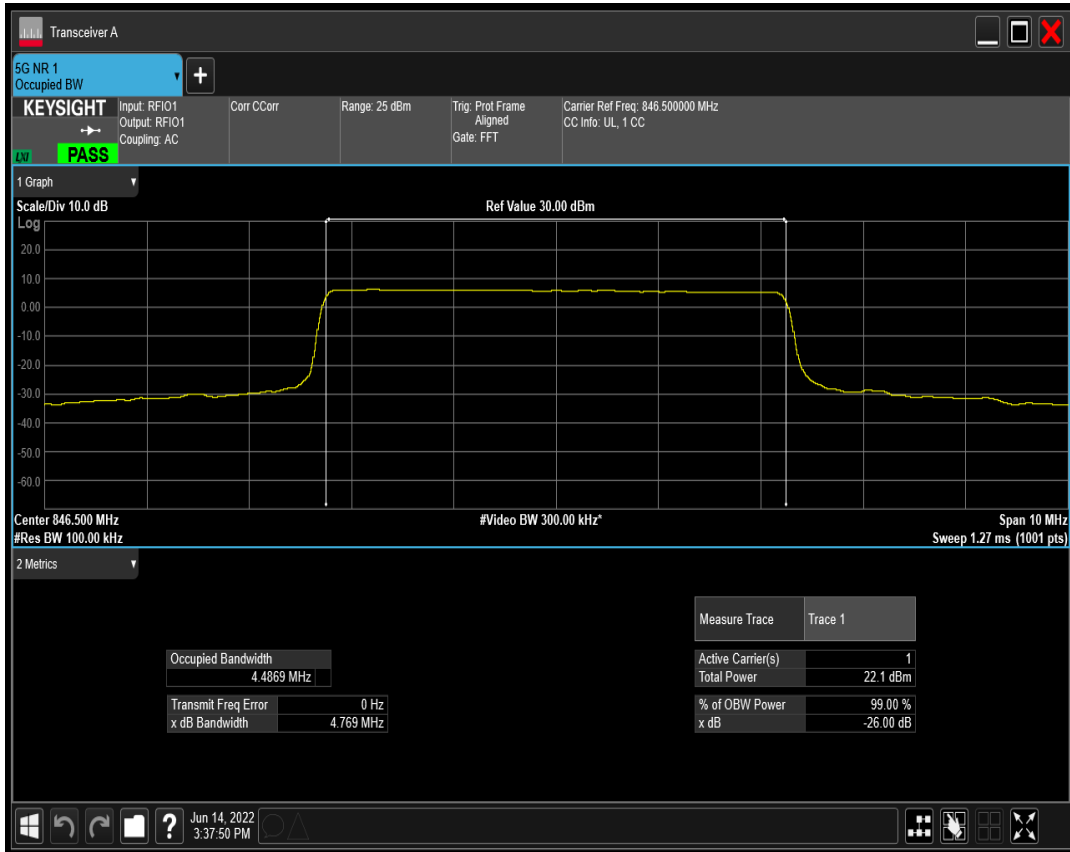 Transceiver A
5G NR 1
Occupied BW
+
KEYSIGHT
LXI
PASS
Input: RFIO1
Output: RFIO1
Coupling: AC
Corr CCorr
Range: 25 dBm
Trig: Prot Frame
Aligned
Gate: FFT
Carrier Ref Freq: 846.500000 MHz
CC Info: UL, 1 CC
1 Graph
Scale/Div 10.0 dB
Ref Value 30.00 dBm
Log
20.0
10.0
0.00
-10.0
-20.0
-30.0
-40.0
-50.0
-60.0
Center 846.500 MHz
#Video BW 300.00 kHz*
Span 10 MHz
#Res BW 100.00 kHz
Sweep 1.27 ms (1001 pts)
2 Metrics
Measure Trace Trace 1
Occupied Bandwidth
4.4869 MHz
Active Carrier(s) 1
Total Power 22.1 dBm
Transmit Freq Error 0 Hz
x dB Bandwidth 4.769 MHz
% of OBW Power 99.00 %
x dB -26.00 dB
?
Jun 14, 2022
3:37:50 PM